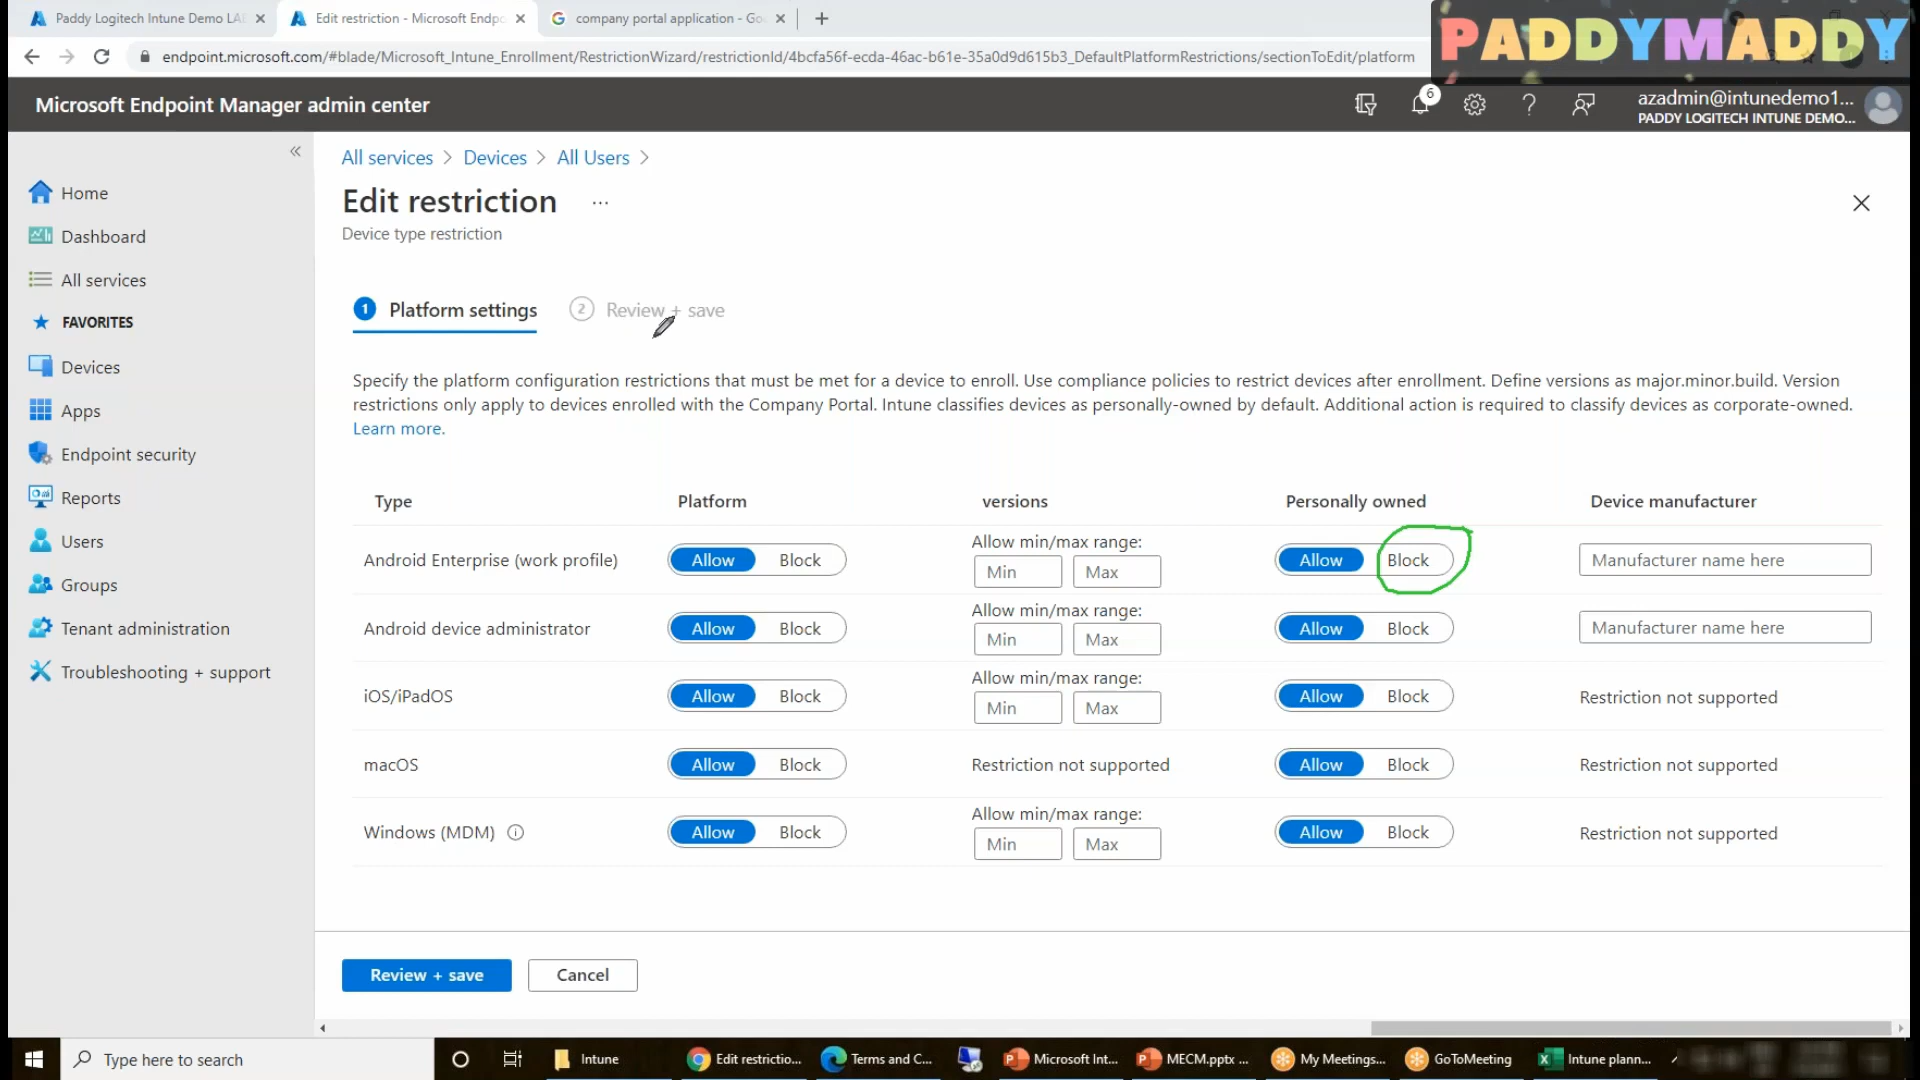 Paddy Logitech Intune Demo LA
Edit restriction - Microsoft Endpo
company portal application - Go
PADDYMADDY
endpoint.microsoft.com/#blade/Microsoft_Intune_Enrollment/RestrictionWizard/restrictionId/4bcfa56f-ecda-46ac-b61e-35a0d9d615b3_DefaultPlatformRestrictions/sectionToEdit/platform
Microsoft Endpoint Manager admin center
6
azadmin@intunedemo1...
PADDY LOGITECH INTUNE DEMO...
Home
Dashboard
All services
FAVORITES
Devices
Apps
Endpoint security
Reports
Users
Groups
Tenant administration
Troubleshooting + support
All services > Devices > All Users >
Edit restriction ...
Device type restriction
1 Platform settings 2 Review + save
Specify the platform configuration restrictions that must be met for a device to enroll. Use compliance policies to restrict devices after enrollment. Define versions as major.minor.build. Version
restrictions only apply to devices enrolled with the Company Portal. Intune classifies devices as personally-owned by default. Additional action is required to classify devices as corporate-owned.
Learn more.
Type Platform versions Personally owned Device manufacturer
Allow min/max range:
Android Enterprise (work profile) Allow Block Min Max Allow Block Manufacturer name here
Allow min/max range:
Android device administrator Allow Block Min Max Allow Block Manufacturer name here
Allow min/max range:
iOS/iPadOS Allow Block Min Max Allow Block Restriction not supported
macOS Allow Block Restriction not supported Allow Block Restriction not supported
Allow min/max range:
Windows (MDM) Allow Block Min Max Allow Block Restriction not supported
Review + save Cancel
Type here to search
Intune
Edit restrictio...
Terms and C...
Microsoft Int...
MECM.pptx ...
My Meetings...
GoToMeeting
Intune plann...